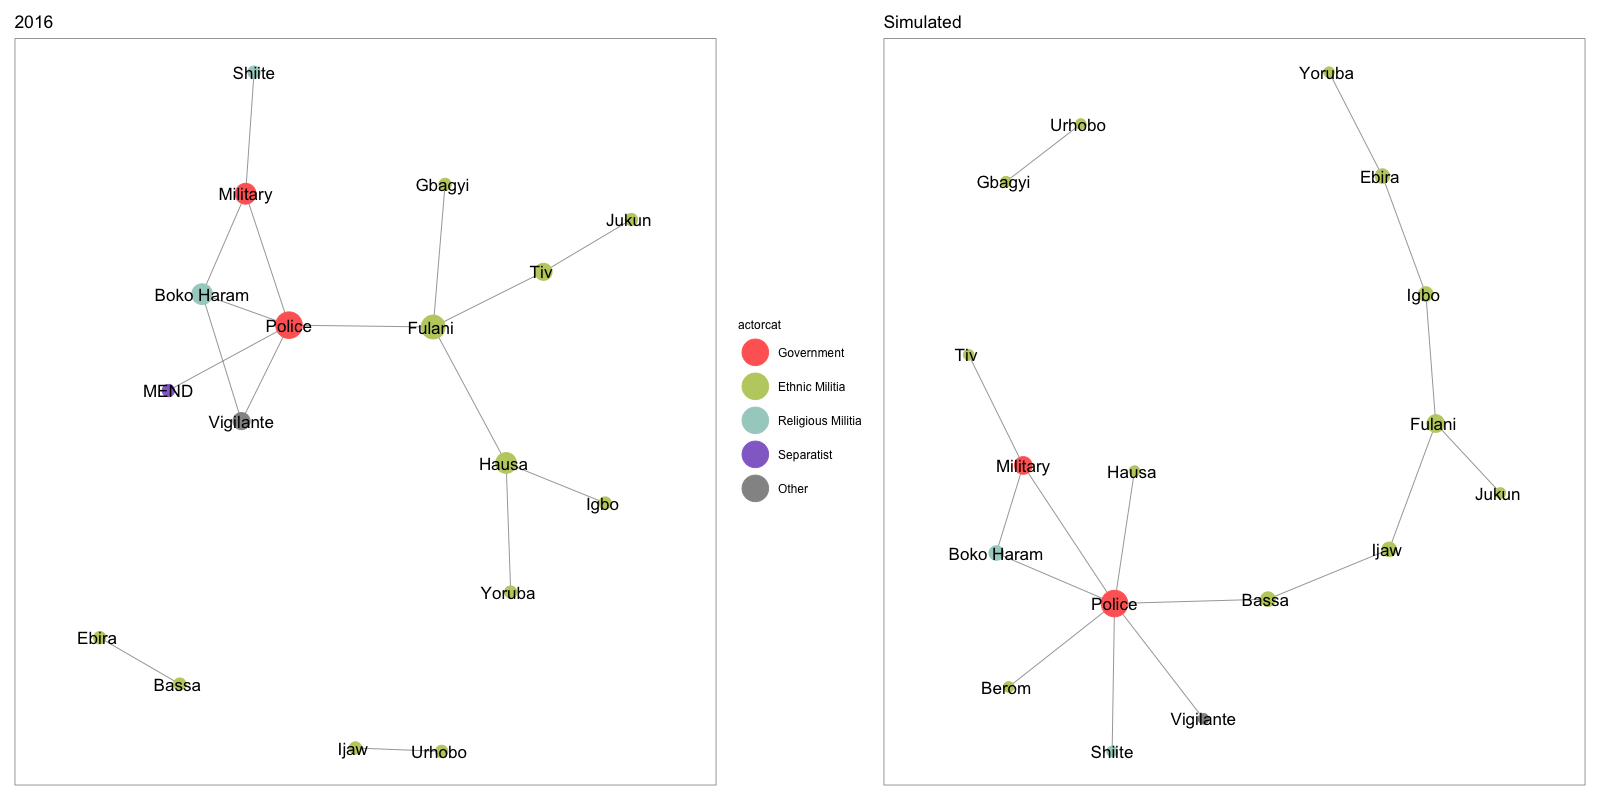 2016
Shiite
Military
Gbagyi
Jukun
Tiv
Boko Haram
Police
Fulani
MEND
Vigilante
Hausa
Igbo
Yoruba
Ebira
Bassa
Ijaw
Urhobo
actorcat
Government
Ethnic Militia
Religious Militia
Separatist
Other
Simulated
Yoruba
Urhobo
Gbagyi
Ebira
Igbo
Tiv
Fulani
Military
Hausa
Jukun
Boko Haram
Ijaw
Police
Bassa
Berom
Vigilante
Shiite